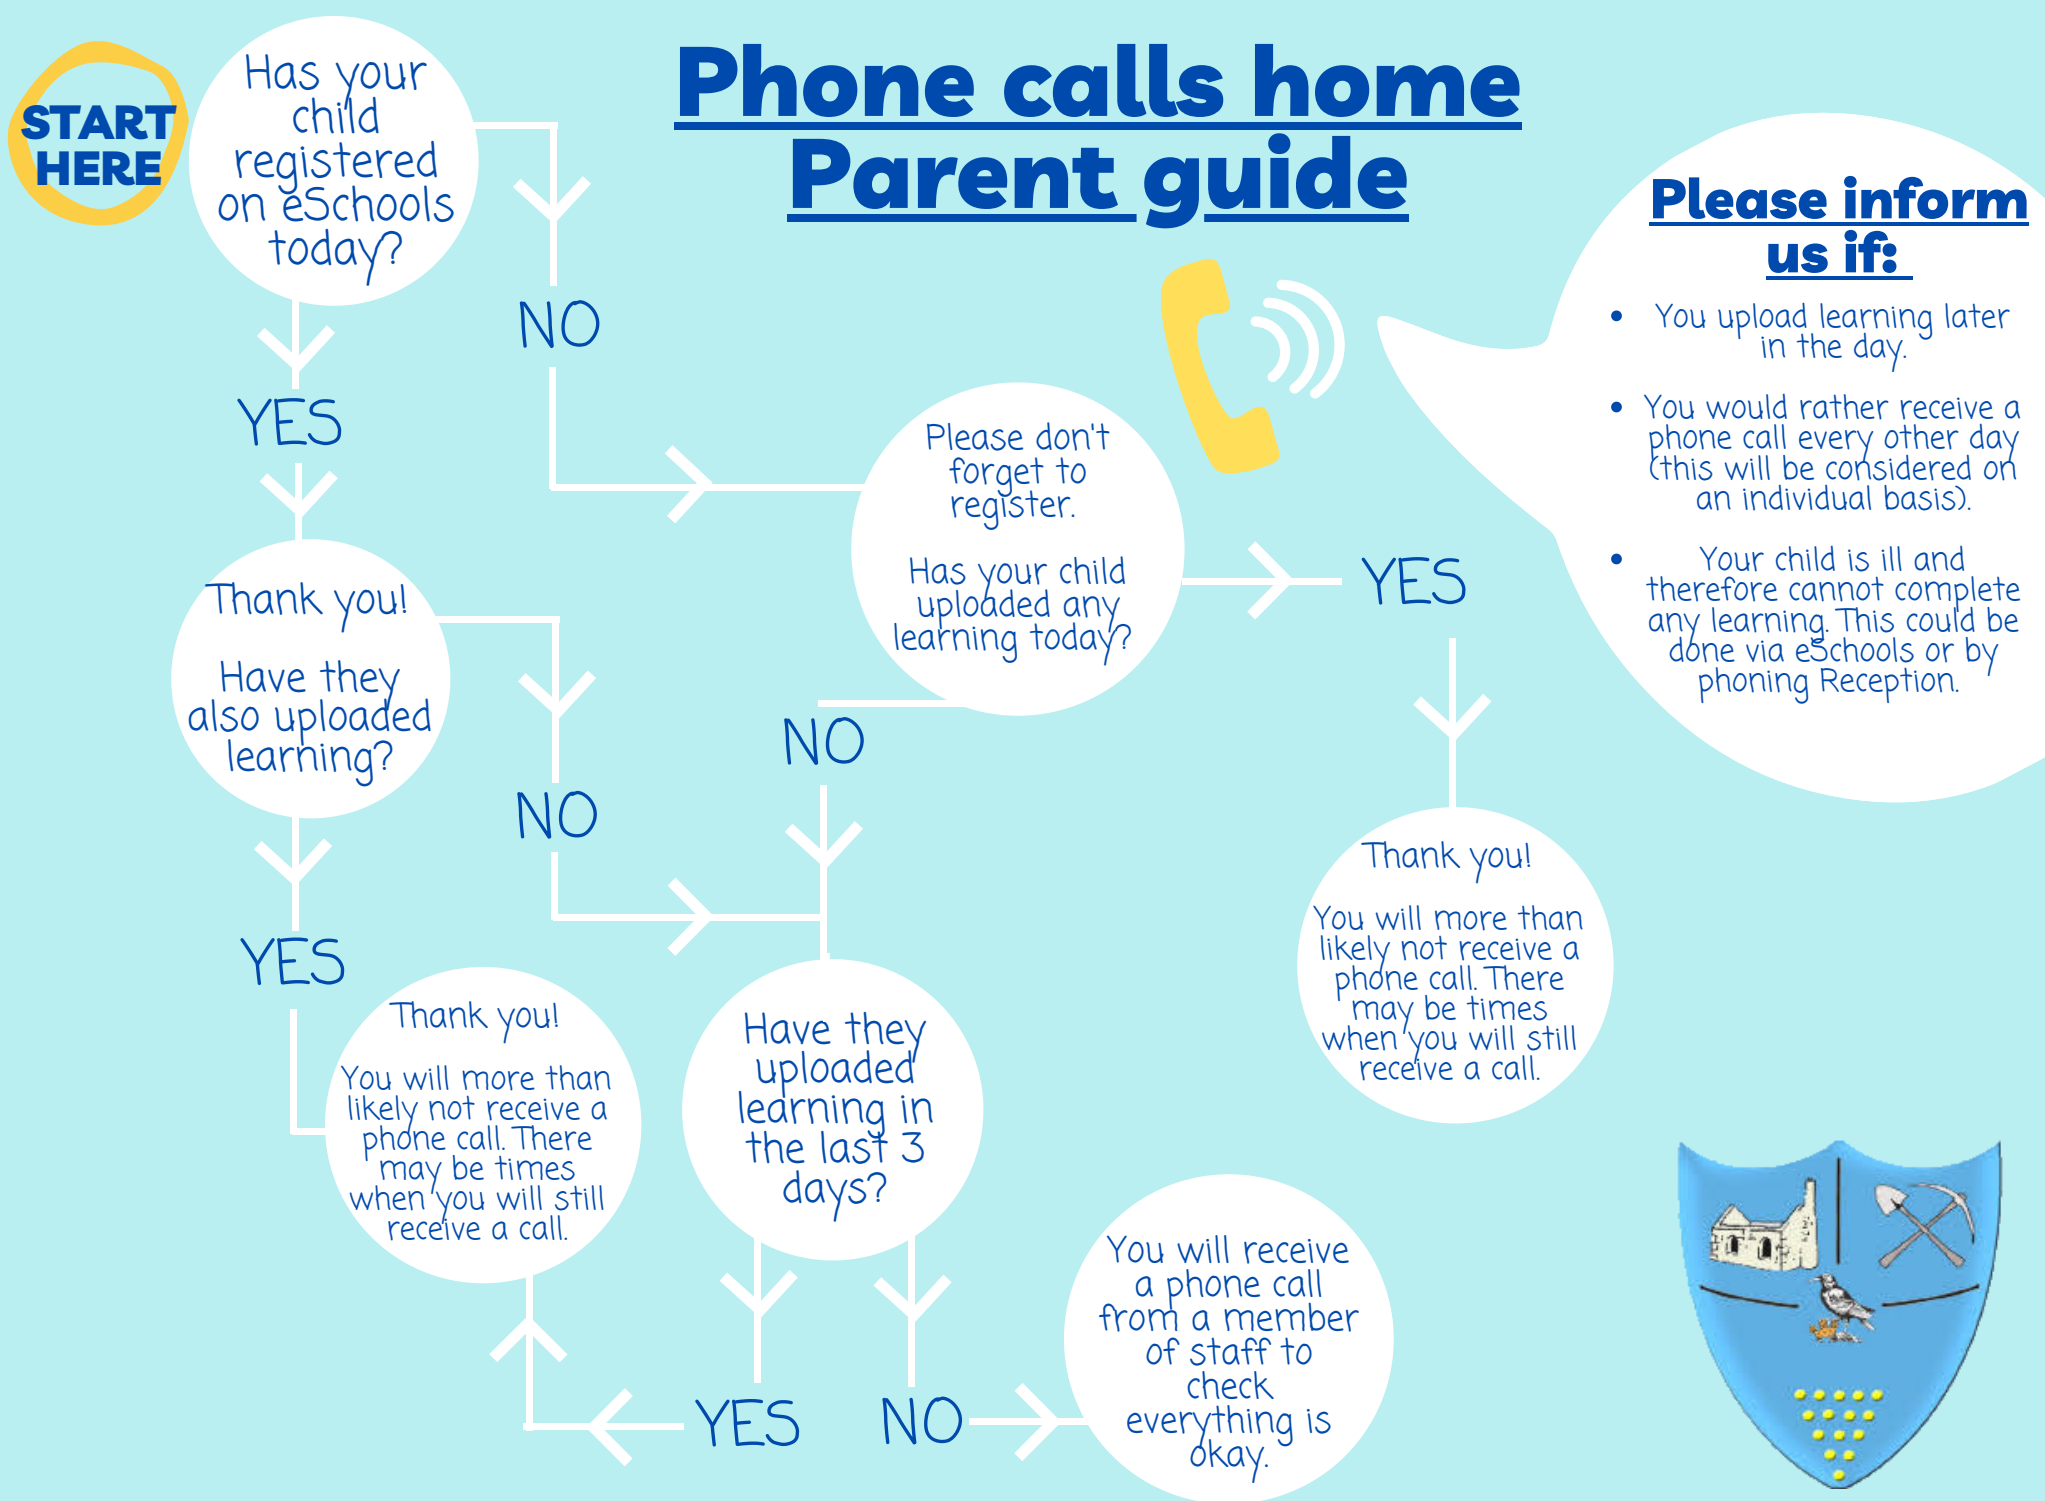 START
HERE
Has your
child
registered
on eSchools
today?
Phone calls home
Parent guide
Please inform
us if:
• You upload learning later
in the day.
• You would rather receive a
phone call every other day
(this will be considered on
an individual basis).
• Your child is ill and
therefore cannot complete
any learning. This could be
done via eSchools or by
phoning Reception.
NO
YES
Please don't
forget to
register.
Has your child
uploaded any
learning today?
YES
Thank you!
Have they
also uploaded
learning?
NO
NO
YES
Thank you!
You will more than
likely not receive a
phone call. There
may be times
when you will still
receive a call.
Thank you!
You will more than
likely not receive a
phone call. There
may be times
when you will still
receive a call.
Have they
uploaded
learning in
the last 3
days?
You will receive
a phone call
from a member
of staff to
check
everything is
okay.
YES
NO